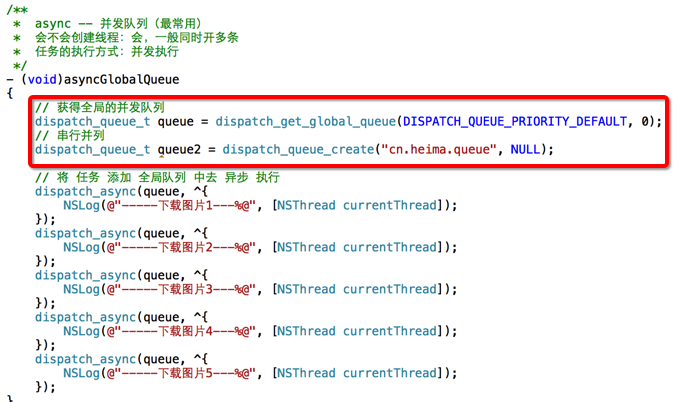 /**
 *  async -- 并发队列（最常用）
 *  会不会创建线程：会，一般同时开多条
 *  任务的执行方式：并发执行
 */
- (void)asyncGlobalQueue
{
    // 获得全局的并发队列
    dispatch_queue_t queue = dispatch_get_global_queue(DISPATCH_QUEUE_PRIORITY_DEFAULT, 0);
    // 串行并列
    dispatch_queue_t queue2 = dispatch_queue_create("cn.heima.queue", NULL);
    // 将 任务 添加 全局队列 中去 异步 执行
    dispatch_async(queue, ^{
        NSLog(@"-----下载图片1---%@", [NSThread currentThread]);
    });
    dispatch_async(queue, ^{
        NSLog(@"-----下载图片2---%@", [NSThread currentThread]);
    });
    dispatch_async(queue, ^{
        NSLog(@"-----下载图片3---%@", [NSThread currentThread]);
    });
    dispatch_async(queue, ^{
        NSLog(@"-----下载图片4---%@", [NSThread currentThread]);
    });
    dispatch_async(queue, ^{
        NSLog(@"-----下载图片5---%@", [NSThread currentThread]);
    });
}